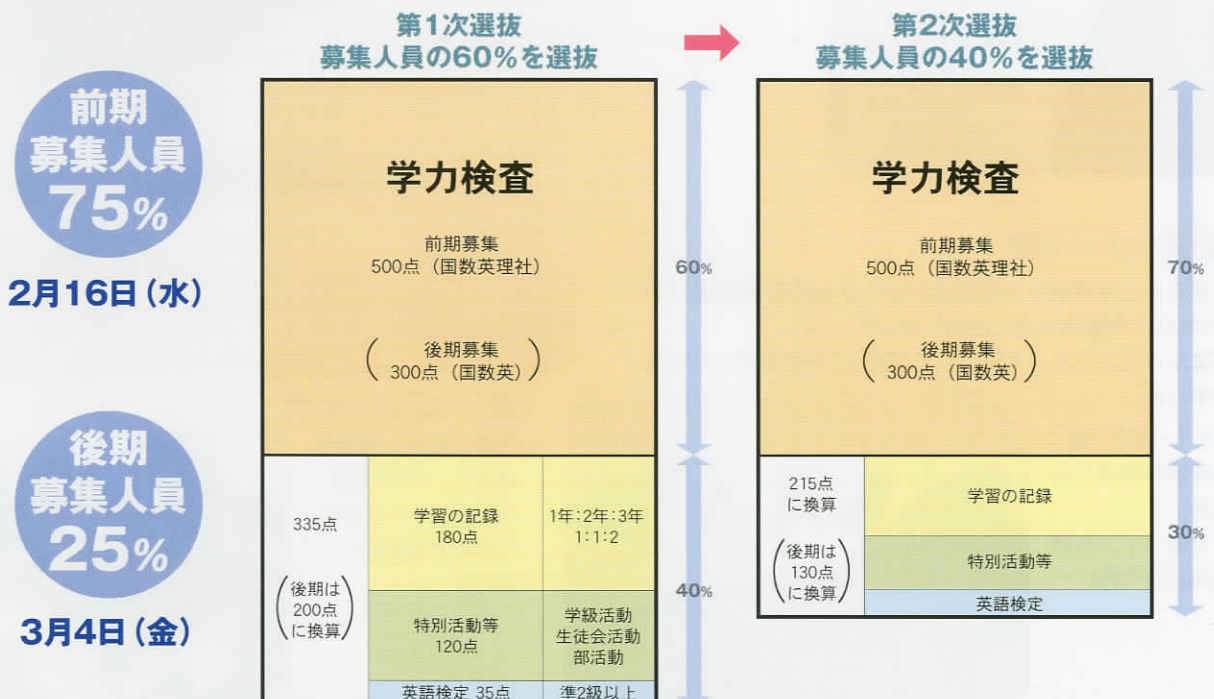 第1次選抜
募集人員の60%を選抜
第2次選抜
募集人員の40%を選抜
前期
募集人員
75%
2月16日（水）
後期
募集人員
25%
3月4日（金）
学力検査
前期募集
500点（国数英理社）
（後期募集
300点（国数英）
）
60%
335点
（後期は
200点
に換算）
学習の記録
180点
1年:2年:3年
1:1:2
特別活動等
120点
学級活動
生徒会活動
部活動
英語検定 35点
準2級以上
40%
学力検査
前期募集
500点（国数英理社）
（後期募集
300点（国数英）
）
70%
215点
に換算
（後期は
130点
に換算）
学習の記録
特別活動等
英語検定
30%